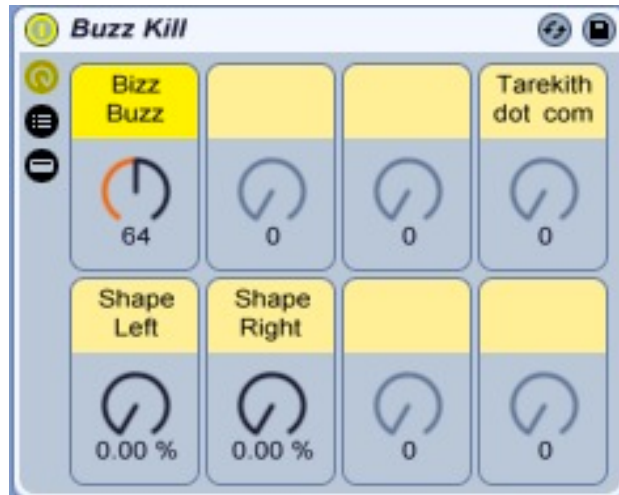 Buzz Kill
Bizz
Buzz
Tarekith
dot com
64
0
0
0
Shape
Left
Shape
Right
0.00 %
0.00 %
0
0